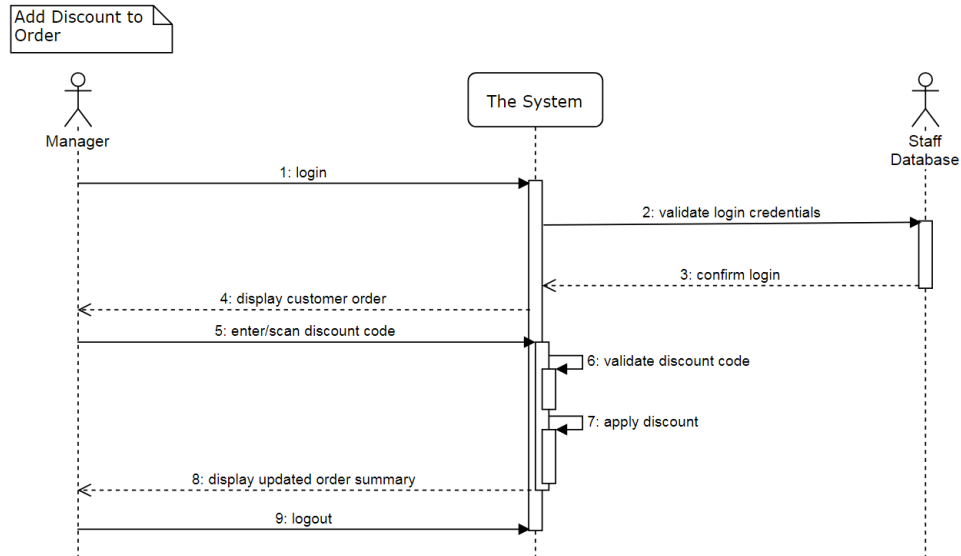 Add Discount to
Order
The System
Manager
Staff
Database
1: login
2: validate login credentials
3: confirm login
4: display customer order
5: enter/scan discount code
6: validate discount code
7: apply discount
8: display updated order summary
9: logout